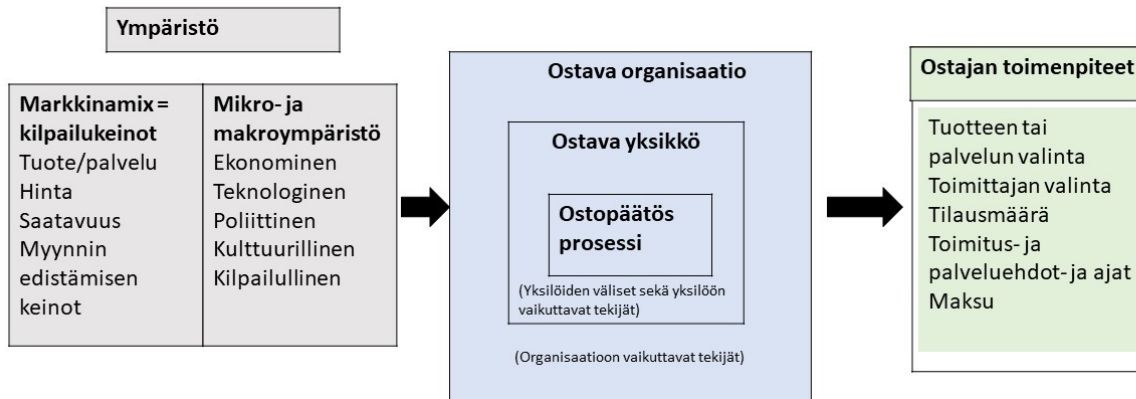 Ympäristö
Markkinamix =
kilpailukeinot
Tuote/palvelu
Hinta
Saatavuus
Myynnin
edistämisen
keinot
Mikro- ja
makroympäristö
Ekonominen
Teknologinen
Poliittinen
Kulttuurillinen
Kilpailullinen
Ostava organisaatio
Ostava yksikkö
Ostopäätös
prosessi
(Yksilöiden väliset sekä yksilöön
vaikuttavat tekijät)
(Organisaatioon vaikuttavat tekijät)
Ostajan toimenpiteet
Tuotteen tai
palvelun valinta
Toimittajan valinta
Tilausmäärä
Toimitus- ja
palveluehdot- ja ajat
Maksu